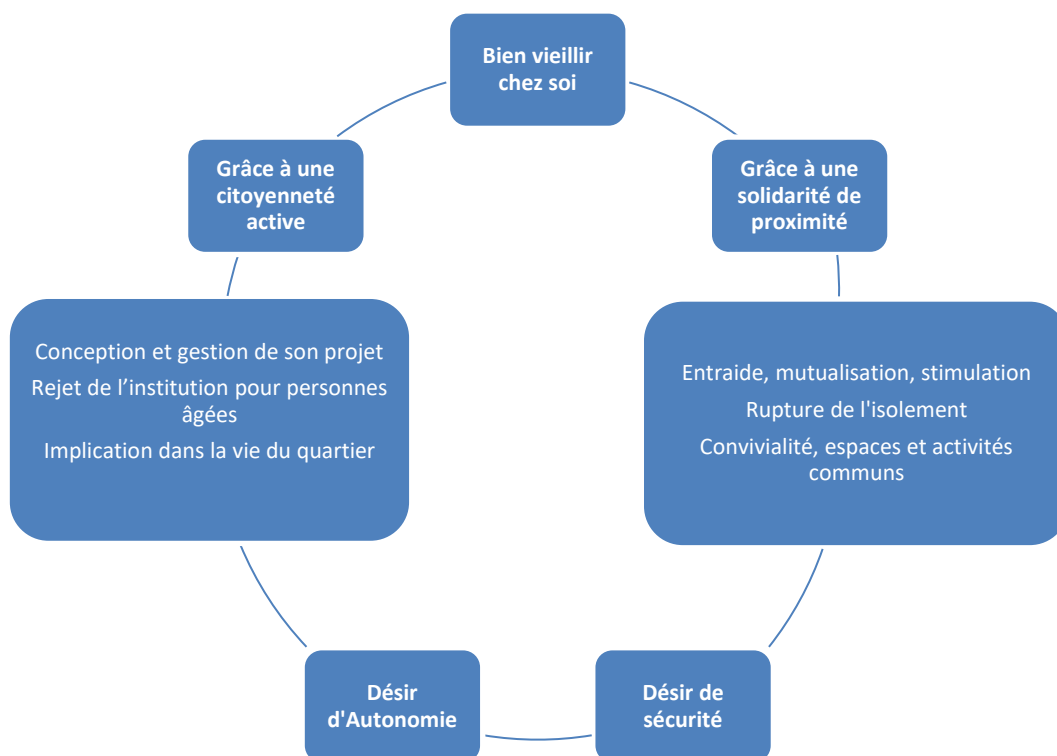 Bien vieillir
chez soi
Grâce à une
citoyenneté
active
Grâce à une
solidarité de
proximité
Conception et gestion de son projet
Rejet de l’institution pour personnes
âgées
Implication dans la vie du quartier
Entraide, mutualisation, stimulation
Rupture de l'isolement
Convivialité, espaces et activités
communs
Désir
d'Autonomie
Désir de
sécurité